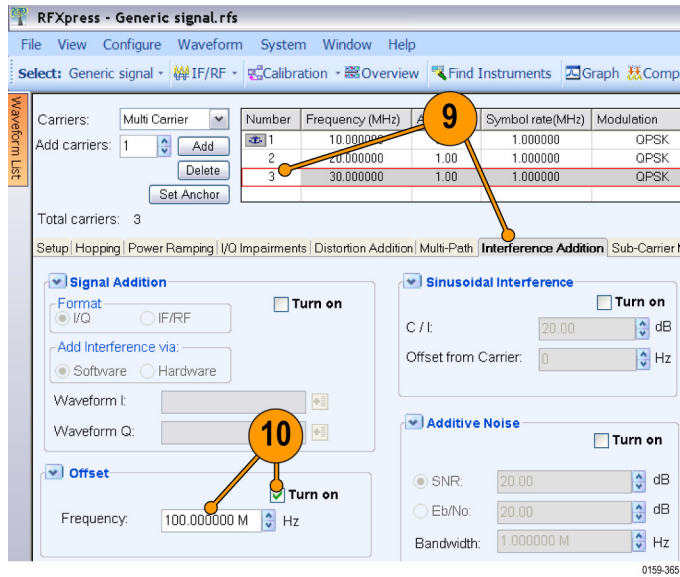 RFXpress - Generic signal.rfs
File View Configure Waveform System Window Help
Select: Generic signal IF/RF Calibration Overview Find Instruments Graph Comp
Waveform List
Carriers: Multi Carrier
Add carriers: 1 Add
Delete
Set Anchor
Total carriers: 3
Number Frequency (MHz) A Symbol rate(MHz) Modulation
1 10.000000 1.000000 QPSK
2 20.000000 1.00 1.000000 QPSK
3 30.000000 1.00 1.000000 QPSK
9
Setup Hopping Power Ramping I/Q Impairments Distortion Addition Multi-Path Interference Addition Sub-Carrier
Signal Addition
Format Turn on
I/Q IF/RF
Add Interference via:
Software Hardware
Waveform I:
Waveform Q:
10
Offset
Turn on
Frequency: 100.000000 M Hz
Sinusoidal Interference
Turn on
C / I: 20.00 dB
Offset from Carrier: 0 Hz
Additive Noise
Turn on
SNR: 20.00 dB
Eb/No: 20.00 dB
Bandwidth: 1.000000 M Hz
0159-365